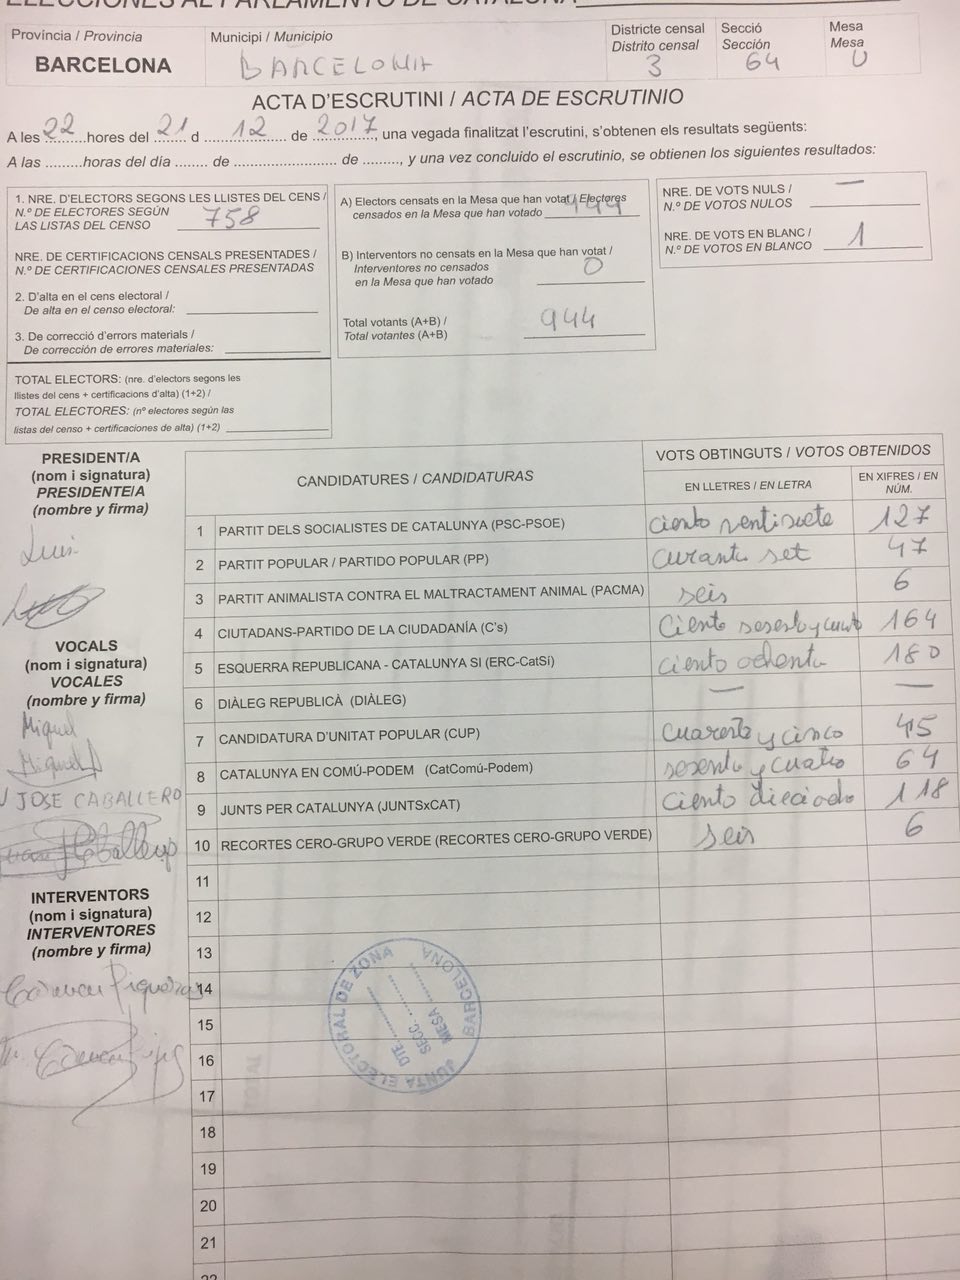 ELECCIONES AL PARLAMENTO DE CATALUÑA
Província / Provincia
BARCELONA
Municipi / Municipio
BARCELONA
Districte censal
Distrito censal
3
Secció
Sección
64
Mesa
Mesa
U
ACTA D'ESCRUTINI / ACTA DE ESCRUTINIO
A les 22 hores del 21 d 12 de 2017, una vegada finalitzat l'escrutini, s'obtenen els resultats següents:
A las .........horas del día ........ de ......................... de ........., y una vez concluido el escrutinio, se obtienen los siguientes resultados:
1. NRE. D'ELECTORS SEGONS LES LLISTES DEL CENS /
N.º DE ELECTORES SEGÚN
LAS LISTAS DEL CENSO 758
NRE. DE CERTIFICACIONS CENSALS PRESENTADES /
N.º DE CERTIFICACIONES CENSALES PRESENTADAS
2. D'alta en el cens electoral /
De alta en el censo electoral:
3. De correcció d'errors materials /
De corrección de errores materiales:
TOTAL ELECTORS: (nre. d'electors segons les
llistes del cens + certificacions d'alta) (1+2) /
TOTAL ELECTORES: (nº electores según las
listas del censo + certificaciones de alta) (1+2)
A) Electors censats en la Mesa que han votat / Electores
censados en la Mesa que han votado 944
B) Interventors no censats en la Mesa que han votat /
Interventores no censados
en la Mesa que han votado 0
Total votants (A+B) /
Total votantes (A+B) 944
NRE. DE VOTS NULS /
N.º DE VOTOS NULOS —
NRE. DE VOTS EN BLANC /
N.º DE VOTOS EN BLANCO 1
PRESIDENT/A
(nom i signatura)
PRESIDENTE/A
(nombre y firma)
Luis
VOCALS
(nom i signatura)
VOCALES
(nombre y firma)
Miquel
Miquel
JOSE CABALLERO
INTERVENTORS
(nom i signatura)
INTERVENTORES
(nombre y firma)
CANDIDATURES / CANDIDATURAS
VOTS OBTINGUTS / VOTOS OBTENIDOS
EN LLETRES / EN LETRA
EN XIFRES / EN
NÚM.
1 PARTIT DELS SOCIALISTES DE CATALUNYA (PSC-PSOE) ciento ventisiete 127
2 PARTIT POPULAR / PARTIDO POPULAR (PP) curanta set 47
3 PARTIT ANIMALISTA CONTRA EL MALTRACTAMENT ANIMAL (PACMA) seis 6
4 CIUTADANS-PARTIDO DE LA CIUDADANÍA (C's) Ciento 164
5 ESQUERRA REPUBLICANA - CATALUNYA SI (ERC-CatSí) ciento ochenta 180
6 DIÀLEG REPUBLICÀ (DIÀLEG) — —
7 CANDIDATURA D'UNITAT POPULAR (CUP) cuarenta y cinco 45
8 CATALUNYA EN COMÚ-PODEM (CatComú-Podem) sesenta y cuatro 64
9 JUNTS PER CATALUNYA (JUNTSxCAT) ciento dieciocho 118
10 RECORTES CERO-GRUPO VERDE (RECORTES CERO-GRUPO VERDE) seis 6
11
12
13
14
15
16
17
18
19
20
21
22
JUNTA ELECTORAL DE ZONA
BARCELONA
DTE.
SECC.
MESA